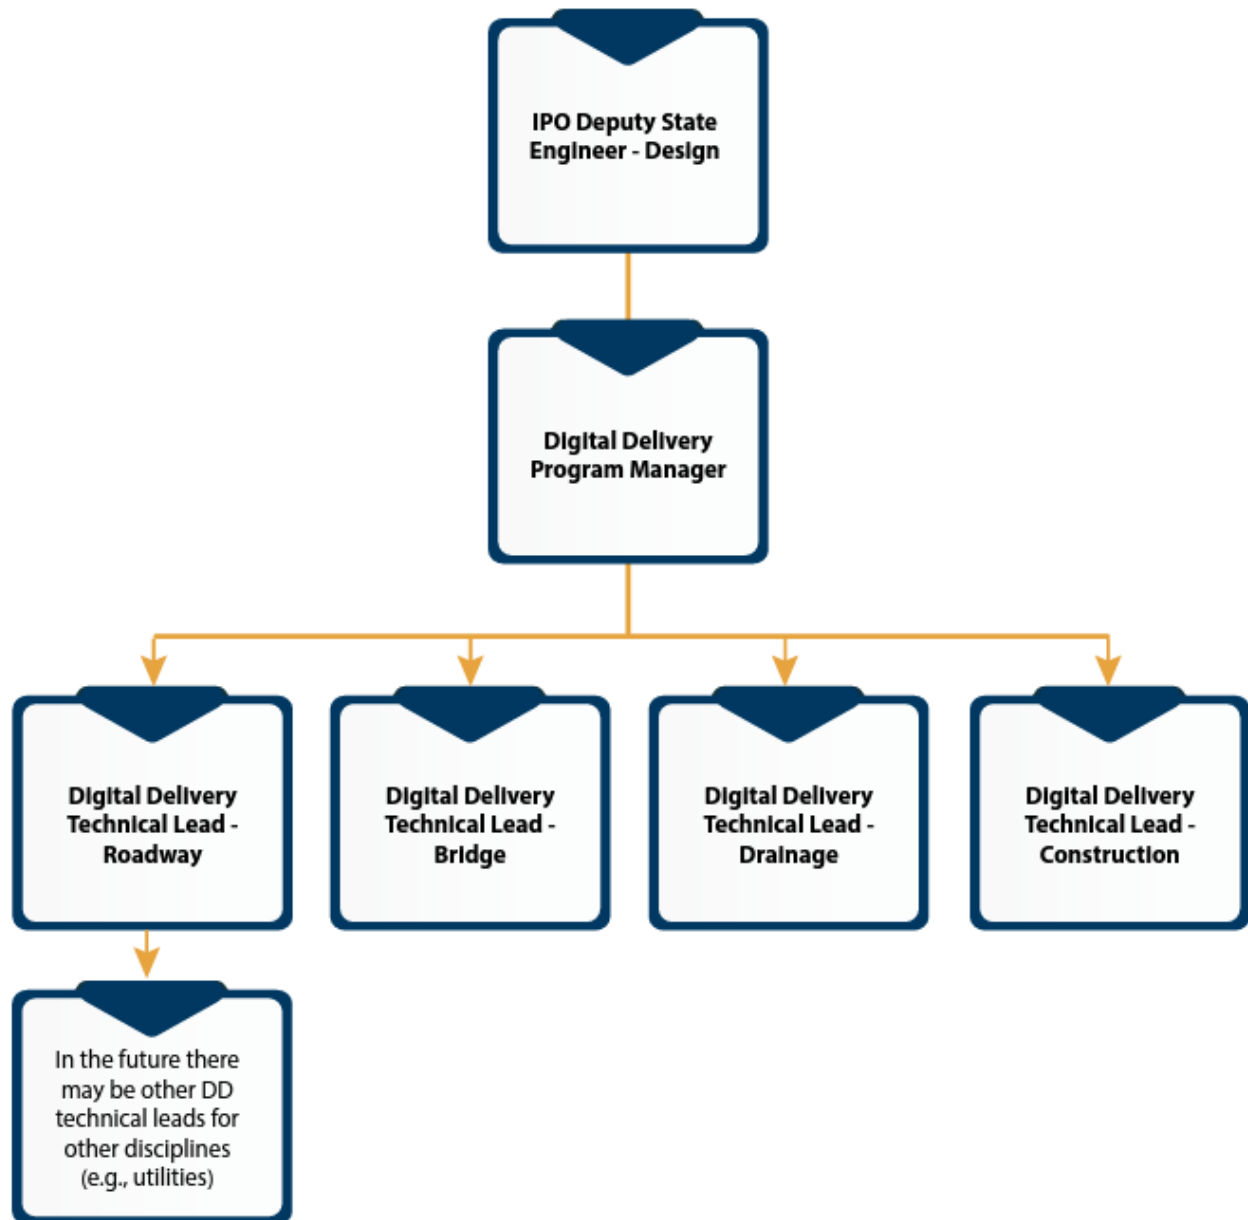 IPO Deputy State
Engineer - Design
Digital Delivery
Program Manager
Digital Delivery
Technical Lead -
Roadway
Digital Delivery
Technical Lead -
Bridge
Digital Delivery
Technical Lead -
Drainage
Digital Delivery
Technical Lead -
Construction
In the future there
may be other DD
technical leads for
other disciplines
(e.g., utilities)